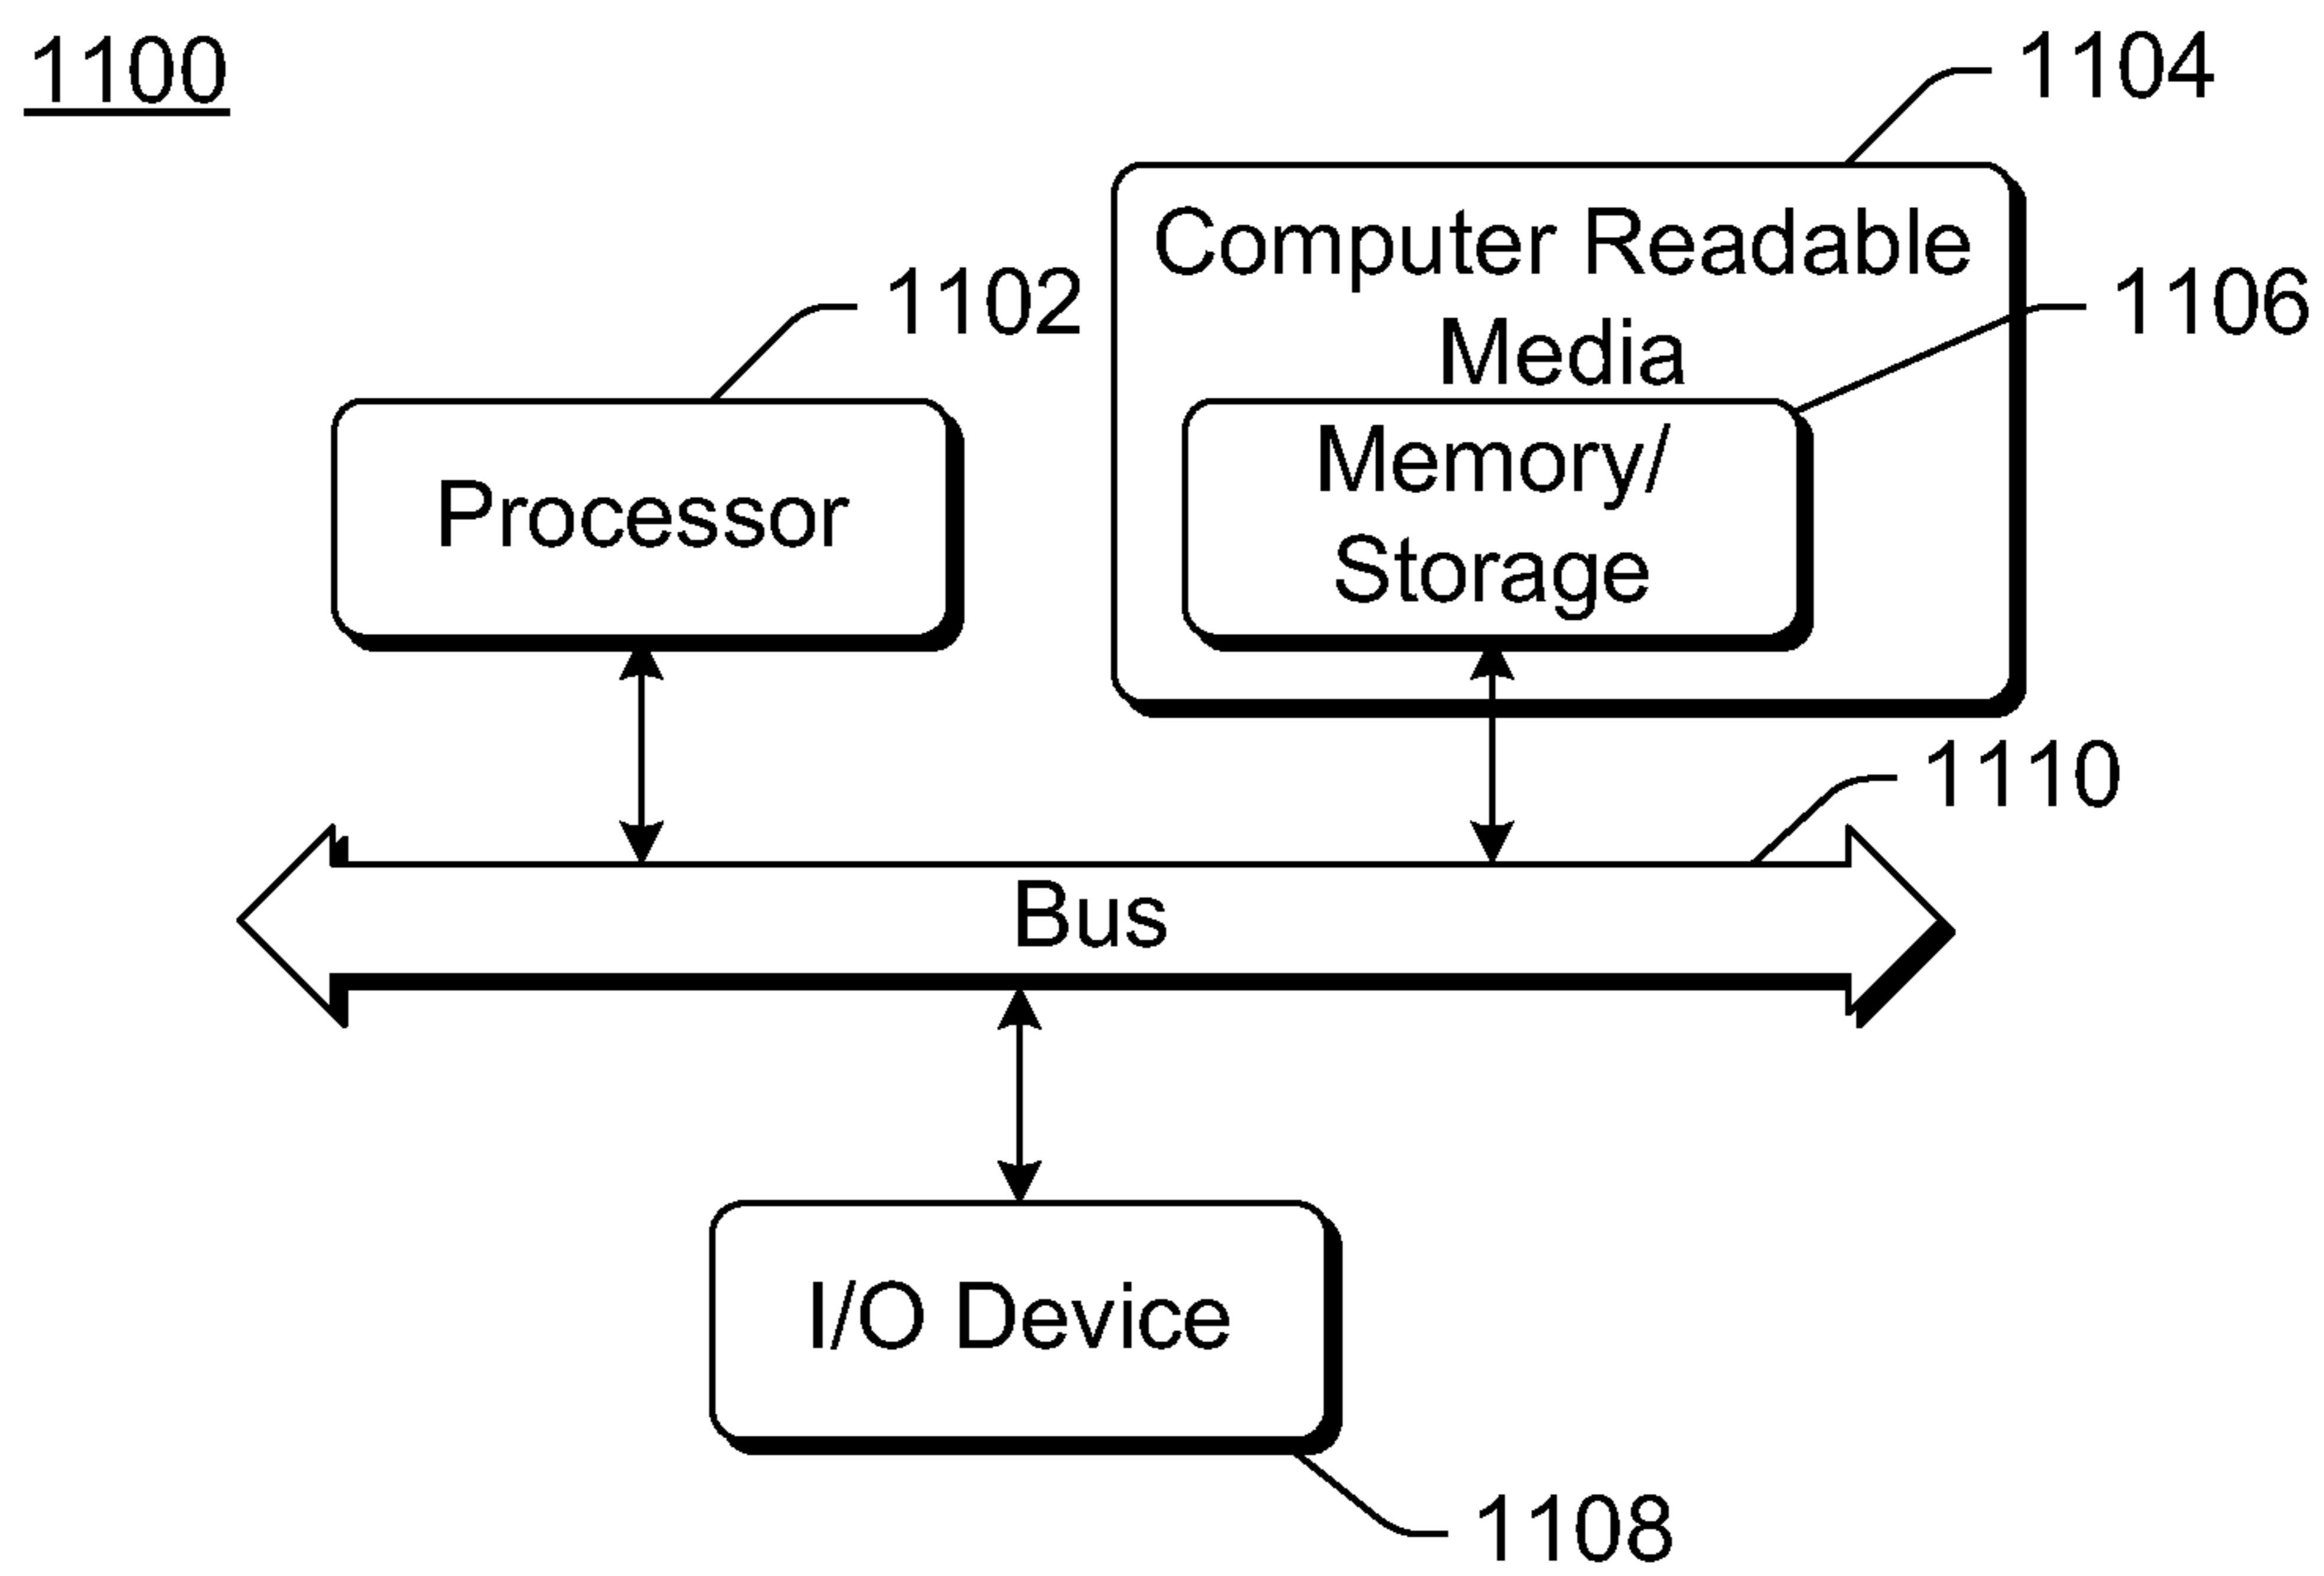 1100
1104
Computer Readable
Media
1102
1106
Memory/
Storage
Processor
1110
Bus
I/O Device
1108